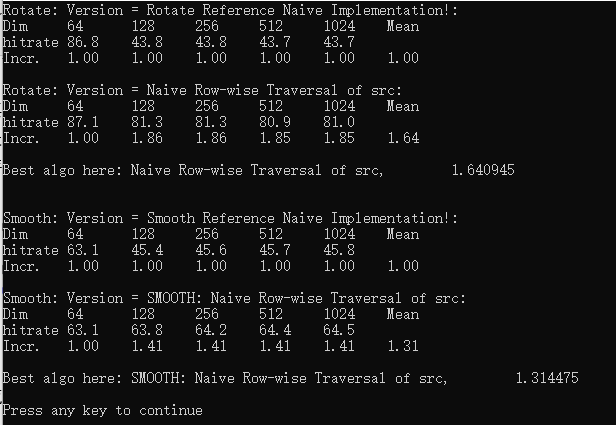 Rotate: Version = Rotate Reference Naive Implementation!:
Dim 64 128 256 512 1024 Mean
hitrate 86.8 43.8 43.8 43.7 43.7
Incr. 1.00 1.00 1.00 1.00 1.00 1.00
Rotate: Version = Naive Row-wise Traversal of src:
Dim 64 128 256 512 1024 Mean
hitrate 87.1 81.3 81.3 80.9 81.0
Incr. 1.00 1.86 1.86 1.85 1.85 1.64
Best algo here: Naive Row-wise Traversal of src, 1.640945
Smooth: Version = Smooth Reference Naive Implementation!:
Dim 64 128 256 512 1024 Mean
hitrate 63.1 45.4 45.6 45.7 45.8
Incr. 1.00 1.00 1.00 1.00 1.00 1.00
Smooth: Version = SMOOTH: Naive Row-wise Traversal of src:
Dim 64 128 256 512 1024 Mean
hitrate 63.1 63.8 64.2 64.4 64.5
Incr. 1.00 1.41 1.41 1.41 1.41 1.31
Best algo here: SMOOTH: Naive Row-wise Traversal of src, 1.314475
Press any key to continue